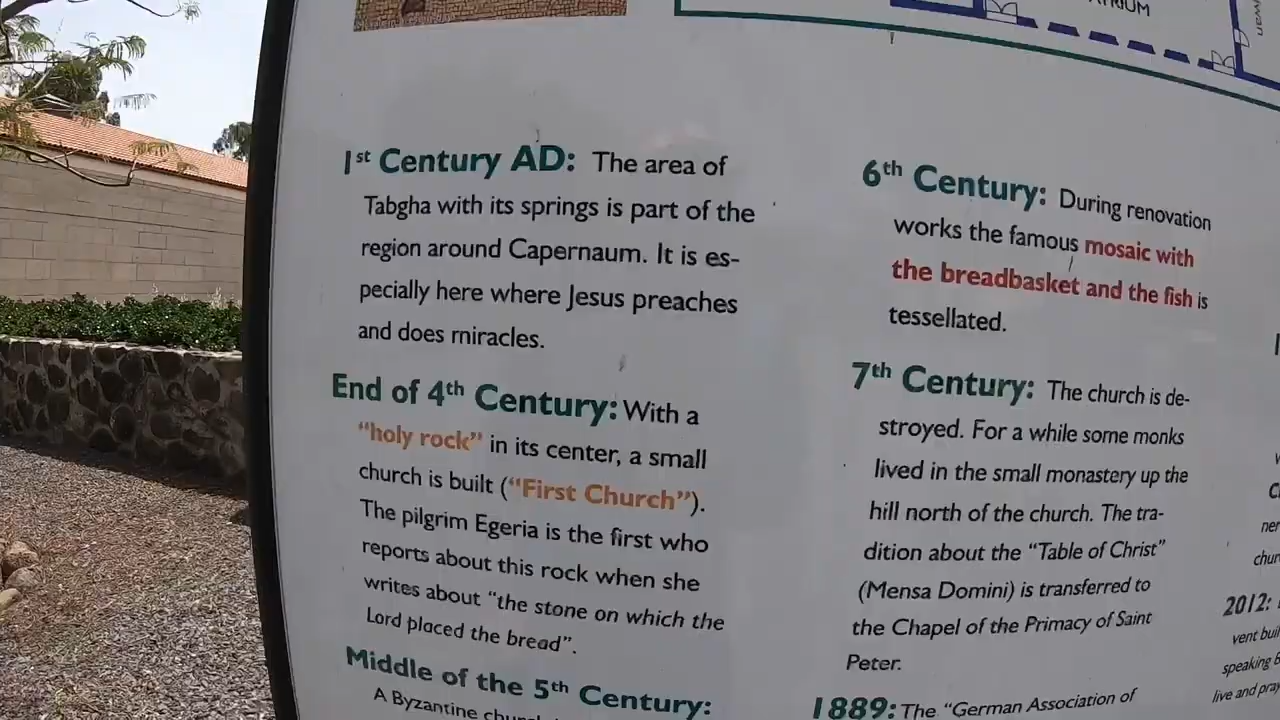 1st Century AD: The area of
Tabgha with its springs is part of the
region around Capernaum. It is es-
pecially here where Jesus preaches
and does miracles.
End of 4th Century: With a
"holy rock" in its center, a small
church is built ("First Church").
The pilgrim Egeria is the first who
reports about this rock when she
writes about "the stone on which the
Lord placed the bread".
Middle of the 5th Century:
A Byzantine
6th Century: During renovation
works the famous mosaic with
the breadbasket and the fish is
tessellated.
7th Century: The church is de-
stroyed. For a while some monks
lived in the small monastery up the
hill north of the church. The tra-
dition about the "Table of Christ"
(Mensa Domini) is transferred to
the Chapel of the Primacy of Saint
Peter.
1889: The "German Association of
2012:
speaking
live and